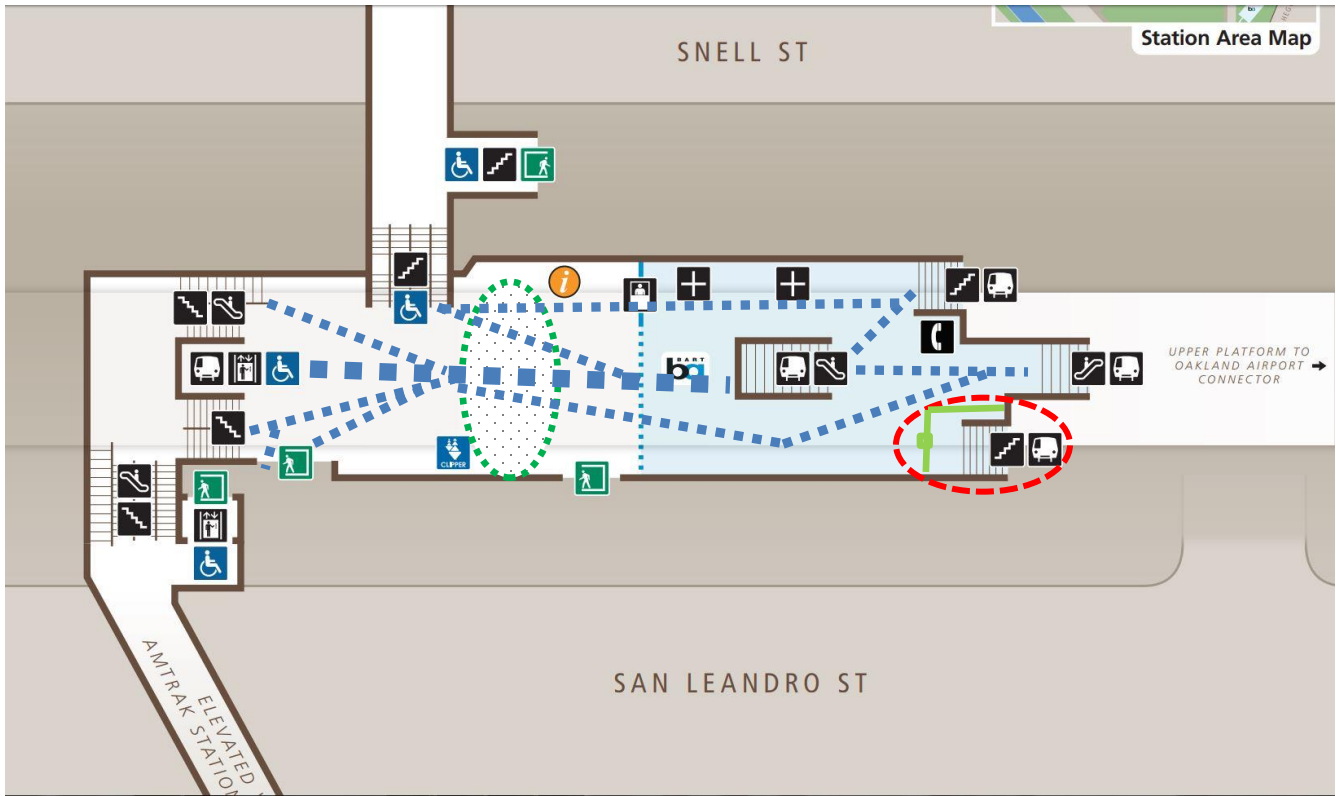 SNELL ST
Station Area Map
i
BART
ba
UPPER PLATFORM TO
OAKLAND AIRPORT
CONNECTOR
CLIPPER
SAN LEANDRO ST
AMTRAK STATION
ELEVATED